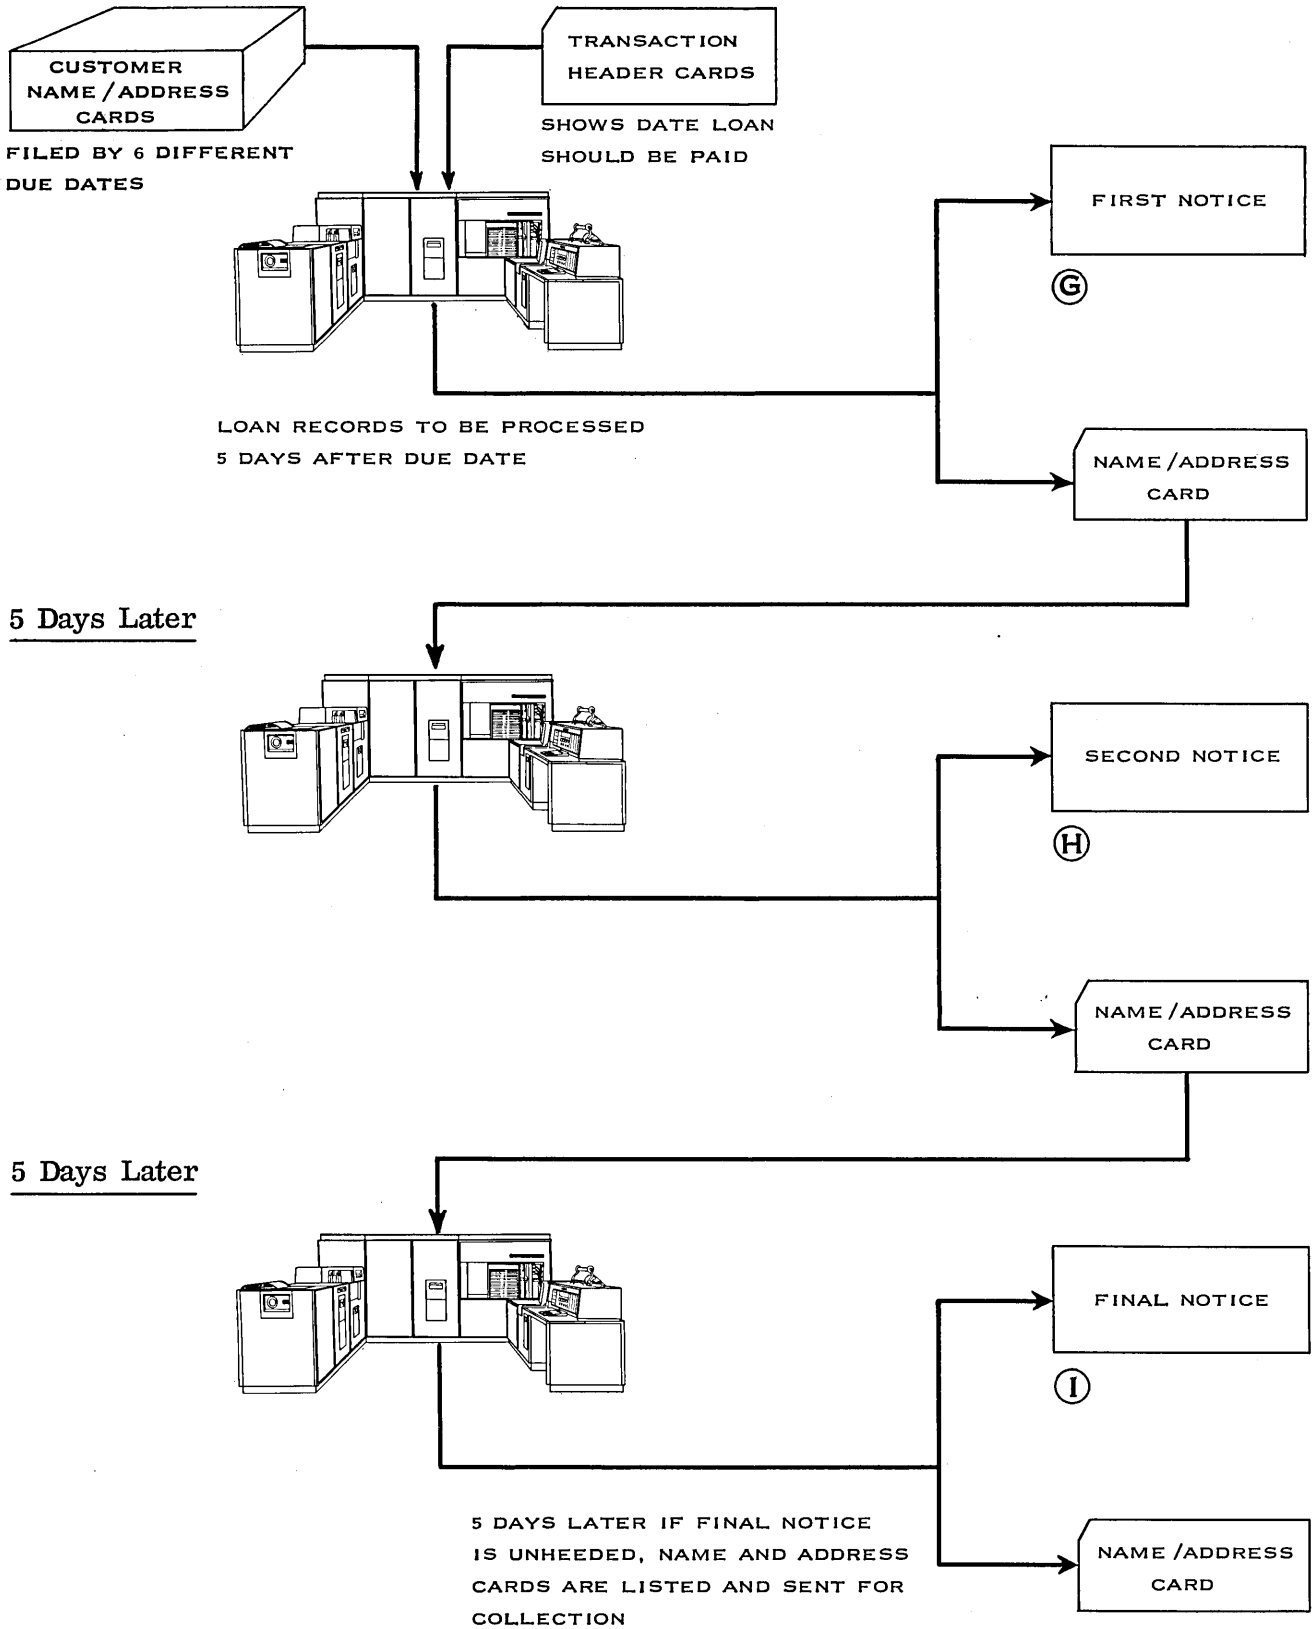 CUSTOMER
NAME/ADDRESS
CARDS
FILED BY 6 DIFFERENT
DUE DATES
TRANSACTION
HEADER CARDS
SHOWS DATE LOAN
SHOULD BE PAID
FIRST NOTICE
G
LOAN RECORDS TO BE PROCESSED
5 DAYS AFTER DUE DATE
NAME/ADDRESS
CARD
5 Days Later
SECOND NOTICE
H
NAME/ADDRESS
CARD
5 Days Later
FINAL NOTICE
I
5 DAYS LATER IF FINAL NOTICE
IS UNHEEDED, NAME AND ADDRESS
CARDS ARE LISTED AND SENT FOR
COLLECTION
NAME/ADDRESS
CARD